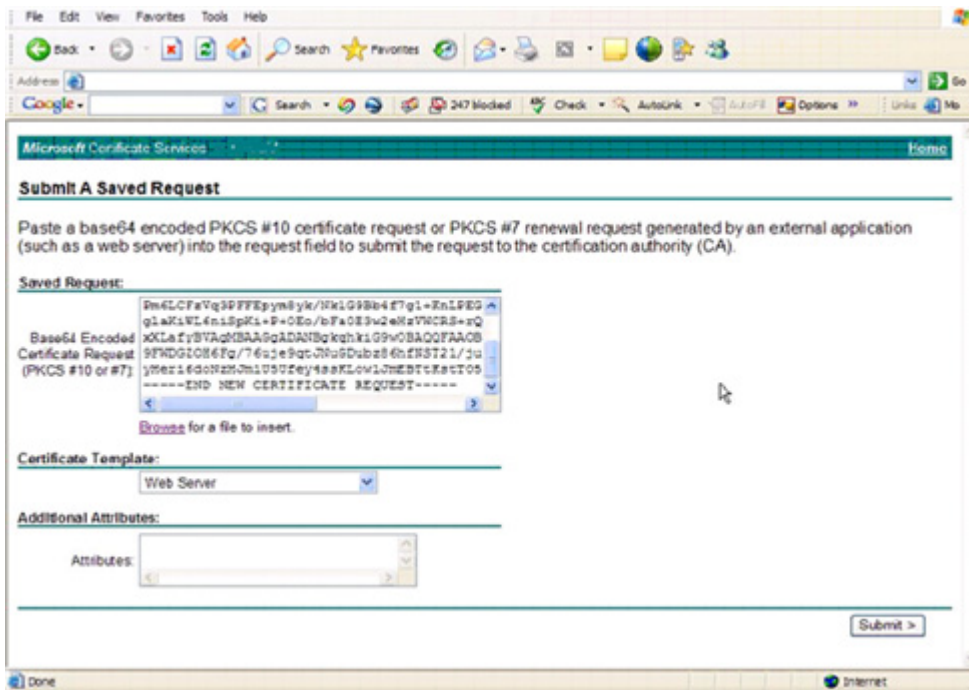 File Edit View Favorites Tools Help
Back Search Favorites
Address Go
Google Search 247 blocked Check AutoLink AutoFill Options Links
Microsoft Certificate Services Home
Submit A Saved Request
Paste a base64 encoded PKCS #10 certificate request or PKCS #7 renewal request generated by an external application
(such as a web server) into the request field to submit the request to the certification authority (CA).
Saved Request:
Base64 Encoded
Certificate Request
(PKCS #10 or #7):
-----END NEW CERTIFICATE REQUEST-----
Browse for a file to insert.
Certificate Template:
Web Server
Additional Attributes:
Attributes:
Submit >
Done Internet